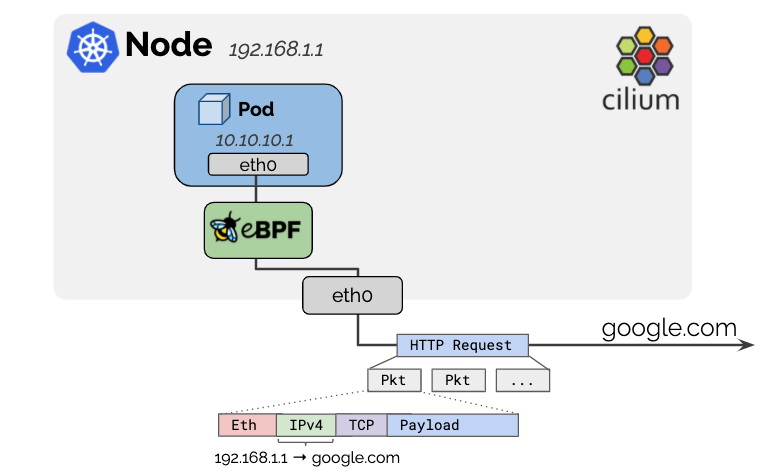 Node 192.168.1.1
cilium
Pod
10.10.10.1
eth0
eBPF
eth0
google.com
HTTP Request
Pkt Pkt ...
Eth IPv4 TCP Payload
192.168.1.1 → google.com